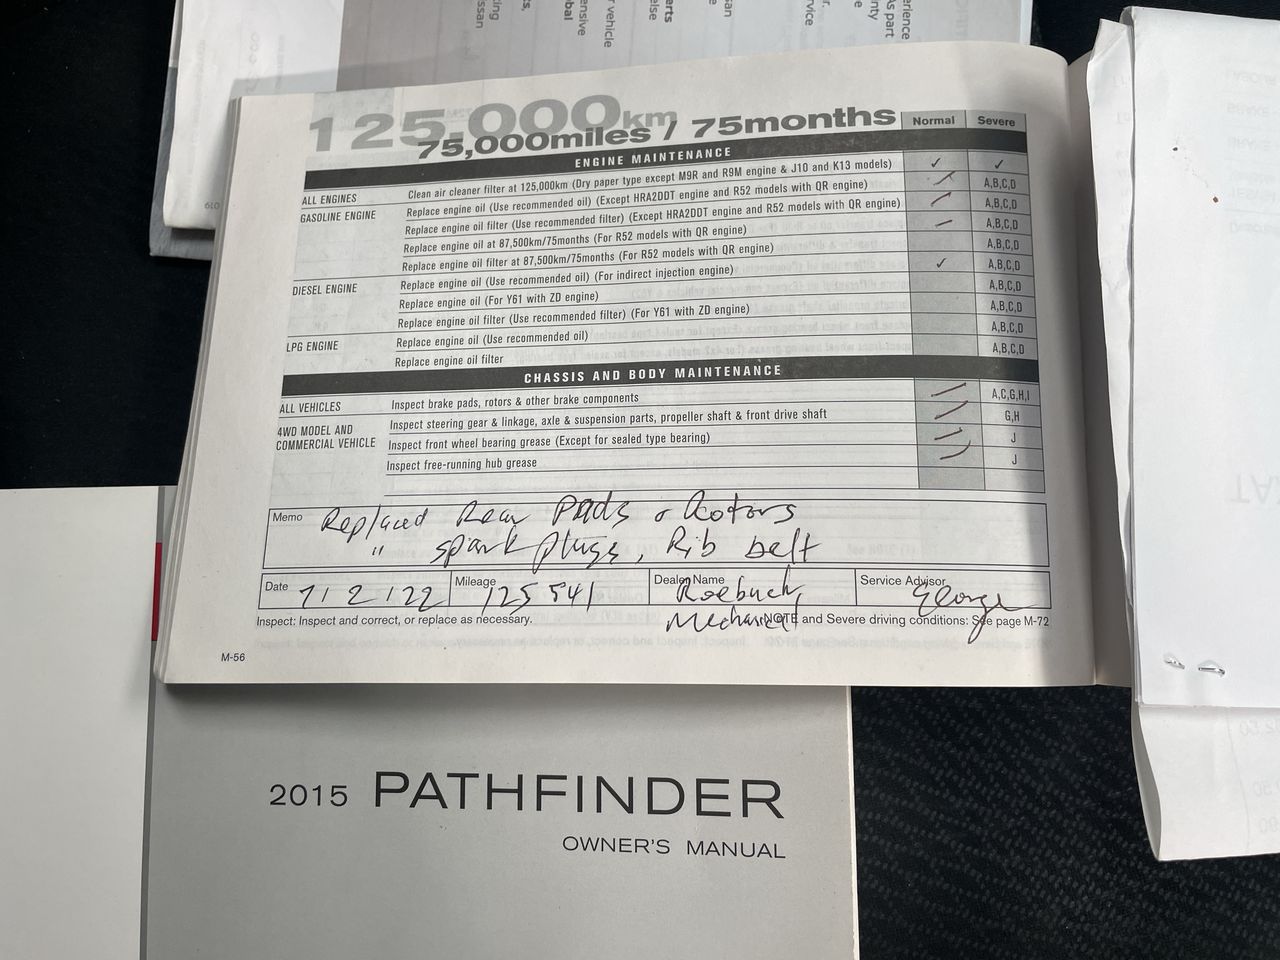 125,000km
75,000miles / 75months
Normal Severe
ENGINE MAINTENANCE
ALL ENGINES Clean air cleaner filter at 125,000km (Dry paper type except M9R and R9M engine & J10 and K13 models) ✓ ✓
GASOLINE ENGINE Replace engine oil (Use recommended oil) (Except HRA2DDT engine and R52 models with QR engine) A,B,C,D
Replace engine oil filter (Use recommended filter) (Except HRA2DDT engine and R52 models with QR engine) A,B,C,D
Replace engine oil at 87,500km/75months (For R52 models with QR engine) A,B,C,D
Replace engine oil filter at 87,500km/75months (For R52 models with QR engine) A,B,C,D
DIESEL ENGINE Replace engine oil (Use recommended oil) (For indirect injection engine) ✓ A,B,C,D
Replace engine oil (For Y61 with ZD engine) A,B,C,D
Replace engine oil filter (Use recommended filter) (For Y61 with ZD engine) A,B,C,D
LPG ENGINE Replace engine oil (Use recommended oil) A,B,C,D
Replace engine oil filter A,B,C,D
CHASSIS AND BODY MAINTENANCE
ALL VEHICLES Inspect brake pads, rotors & other brake components A,C,G,H,I
4WD MODEL AND Inspect steering gear & linkage, axle & suspension parts, propeller shaft & front drive shaft G,H
COMMERCIAL VEHICLE Inspect front wheel bearing grease (Except for sealed type bearing) J
Inspect free-running hub grease J
Memo Replaced Rear Pads & Rotors
" spark plugs, Rib belt
Date 7/2/22 Mileage 125541 Dealer Name Roebuck Service Advisor George
Mechanical
Inspect: Inspect and correct, or replace as necessary. NOTE and Severe driving conditions: See page M-72
M-56
2015 PATHFINDER
OWNER'S MANUAL